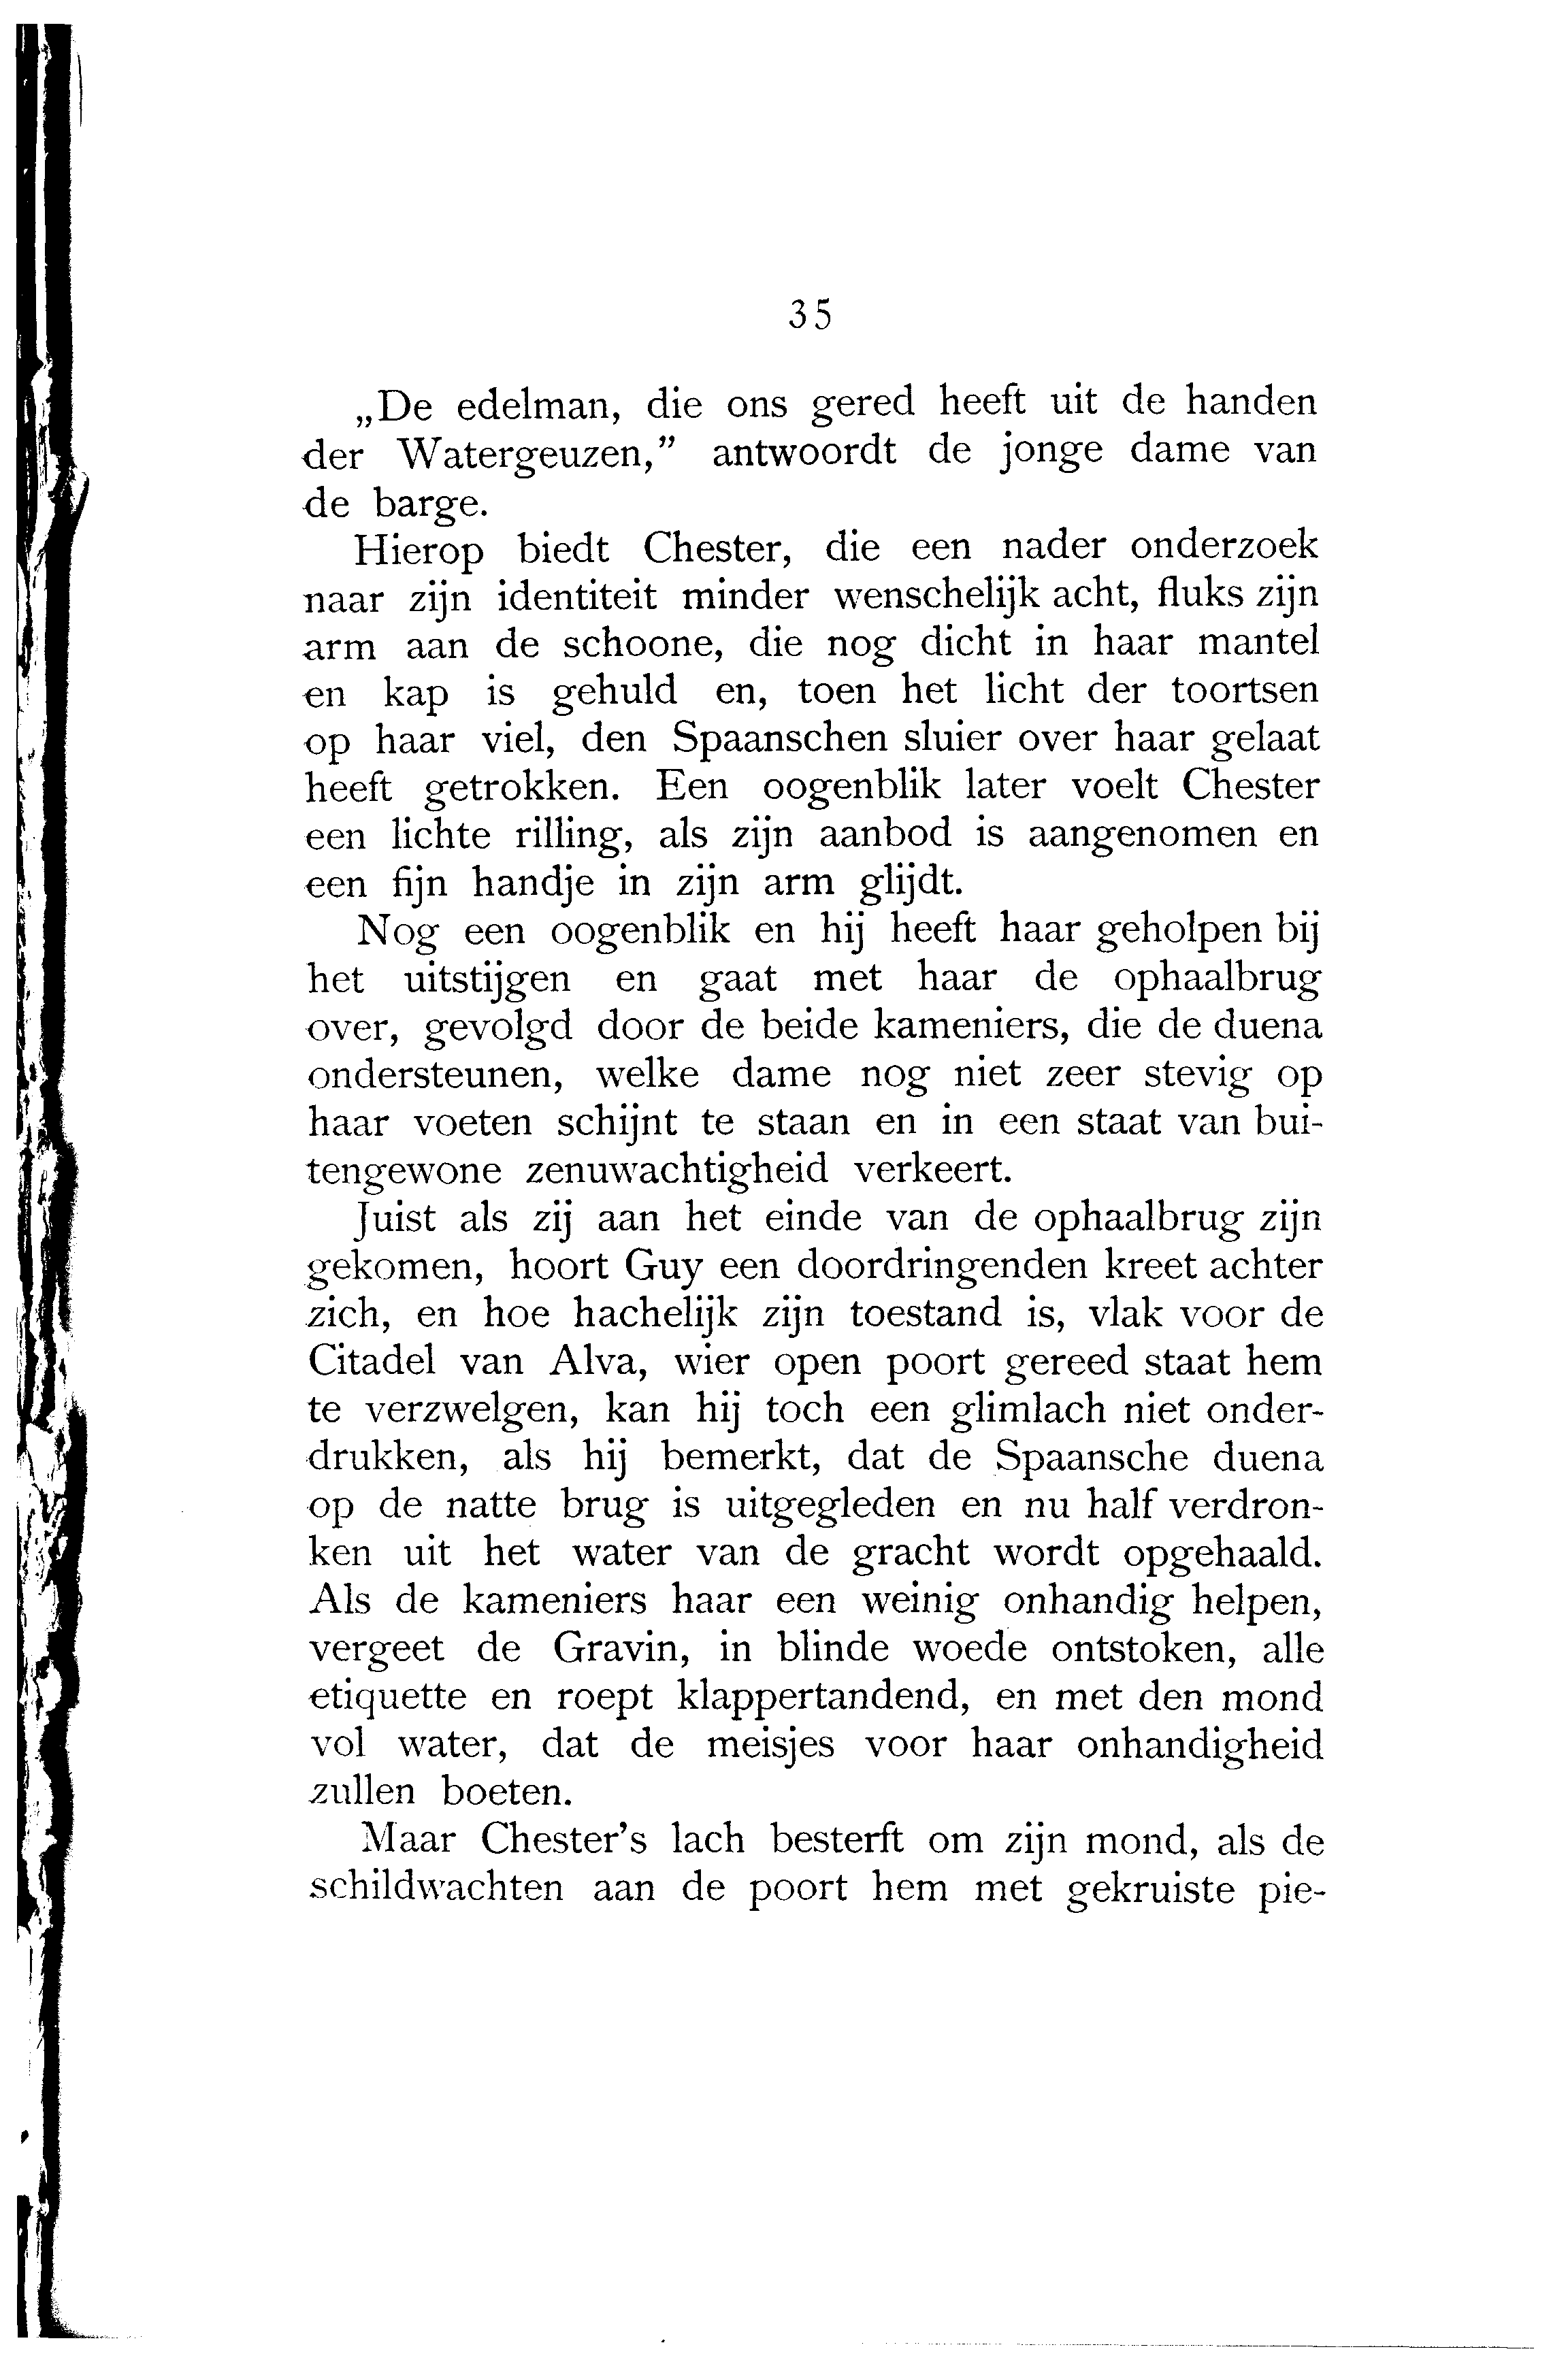 35
„De edelman, die ons gered heeft uit de handen
der Watergeuzen,” antwoordt de jonge dame van
de barge.
Hierop biedt Chester, die een nader onderzoek
naar zijn identiteit minder wenschelijk acht, fluks zijn
arm aan de schoone, die nog dicht in haar mantel
en kap is gehuld en, toen het licht der toortsen
op haar viel, den Spaanschen sluier over haar gelaat
heeft getrokken. Een oogenblik later voelt Chester
een lichte rilling, als zijn aanbod is aangenomen en
een fijn handje in zijn arm glijdt.
Nog een oogenblik en hij heeft haar geholpen bij
het uitstijgen en gaat met haar de ophaalbrug
over, gevolgd door de beide kameniers, die de duena
ondersteunen, welke dame nog niet zeer stevig op
haar voeten schijnt te staan en in een staat van bui-
tengewone zenuwachtigheid verkeert.
Juist als zij aan het einde van de ophaalbrug zijn
gekomen, hoort Guy een doordringenden kreet achter
zich, en hoe hachelijk zijn toestand is, vlak voor de
Citadel van Alva, wier open poort gereed staat hem
te verzwelgen, kan hij toch een glimlach niet onder-
drukken, als hij bemerkt, dat de Spaansche duena
op de natte brug is uitgegleden en nu half verdron-
ken uit het water van de gracht wordt opgehaald.
Als de kameniers haar een weinig onhandig helpen,
vergeet de Gravin, in blinde woede ontstoken, alle
etiquette en roept klappertandend, en met den mond
vol water, dat de meisjes voor haar onhandigheid
zullen boeten.
Maar Chester's lach besterft om zijn mond, als de
schildwachten aan de poort hem met gekruiste pie-